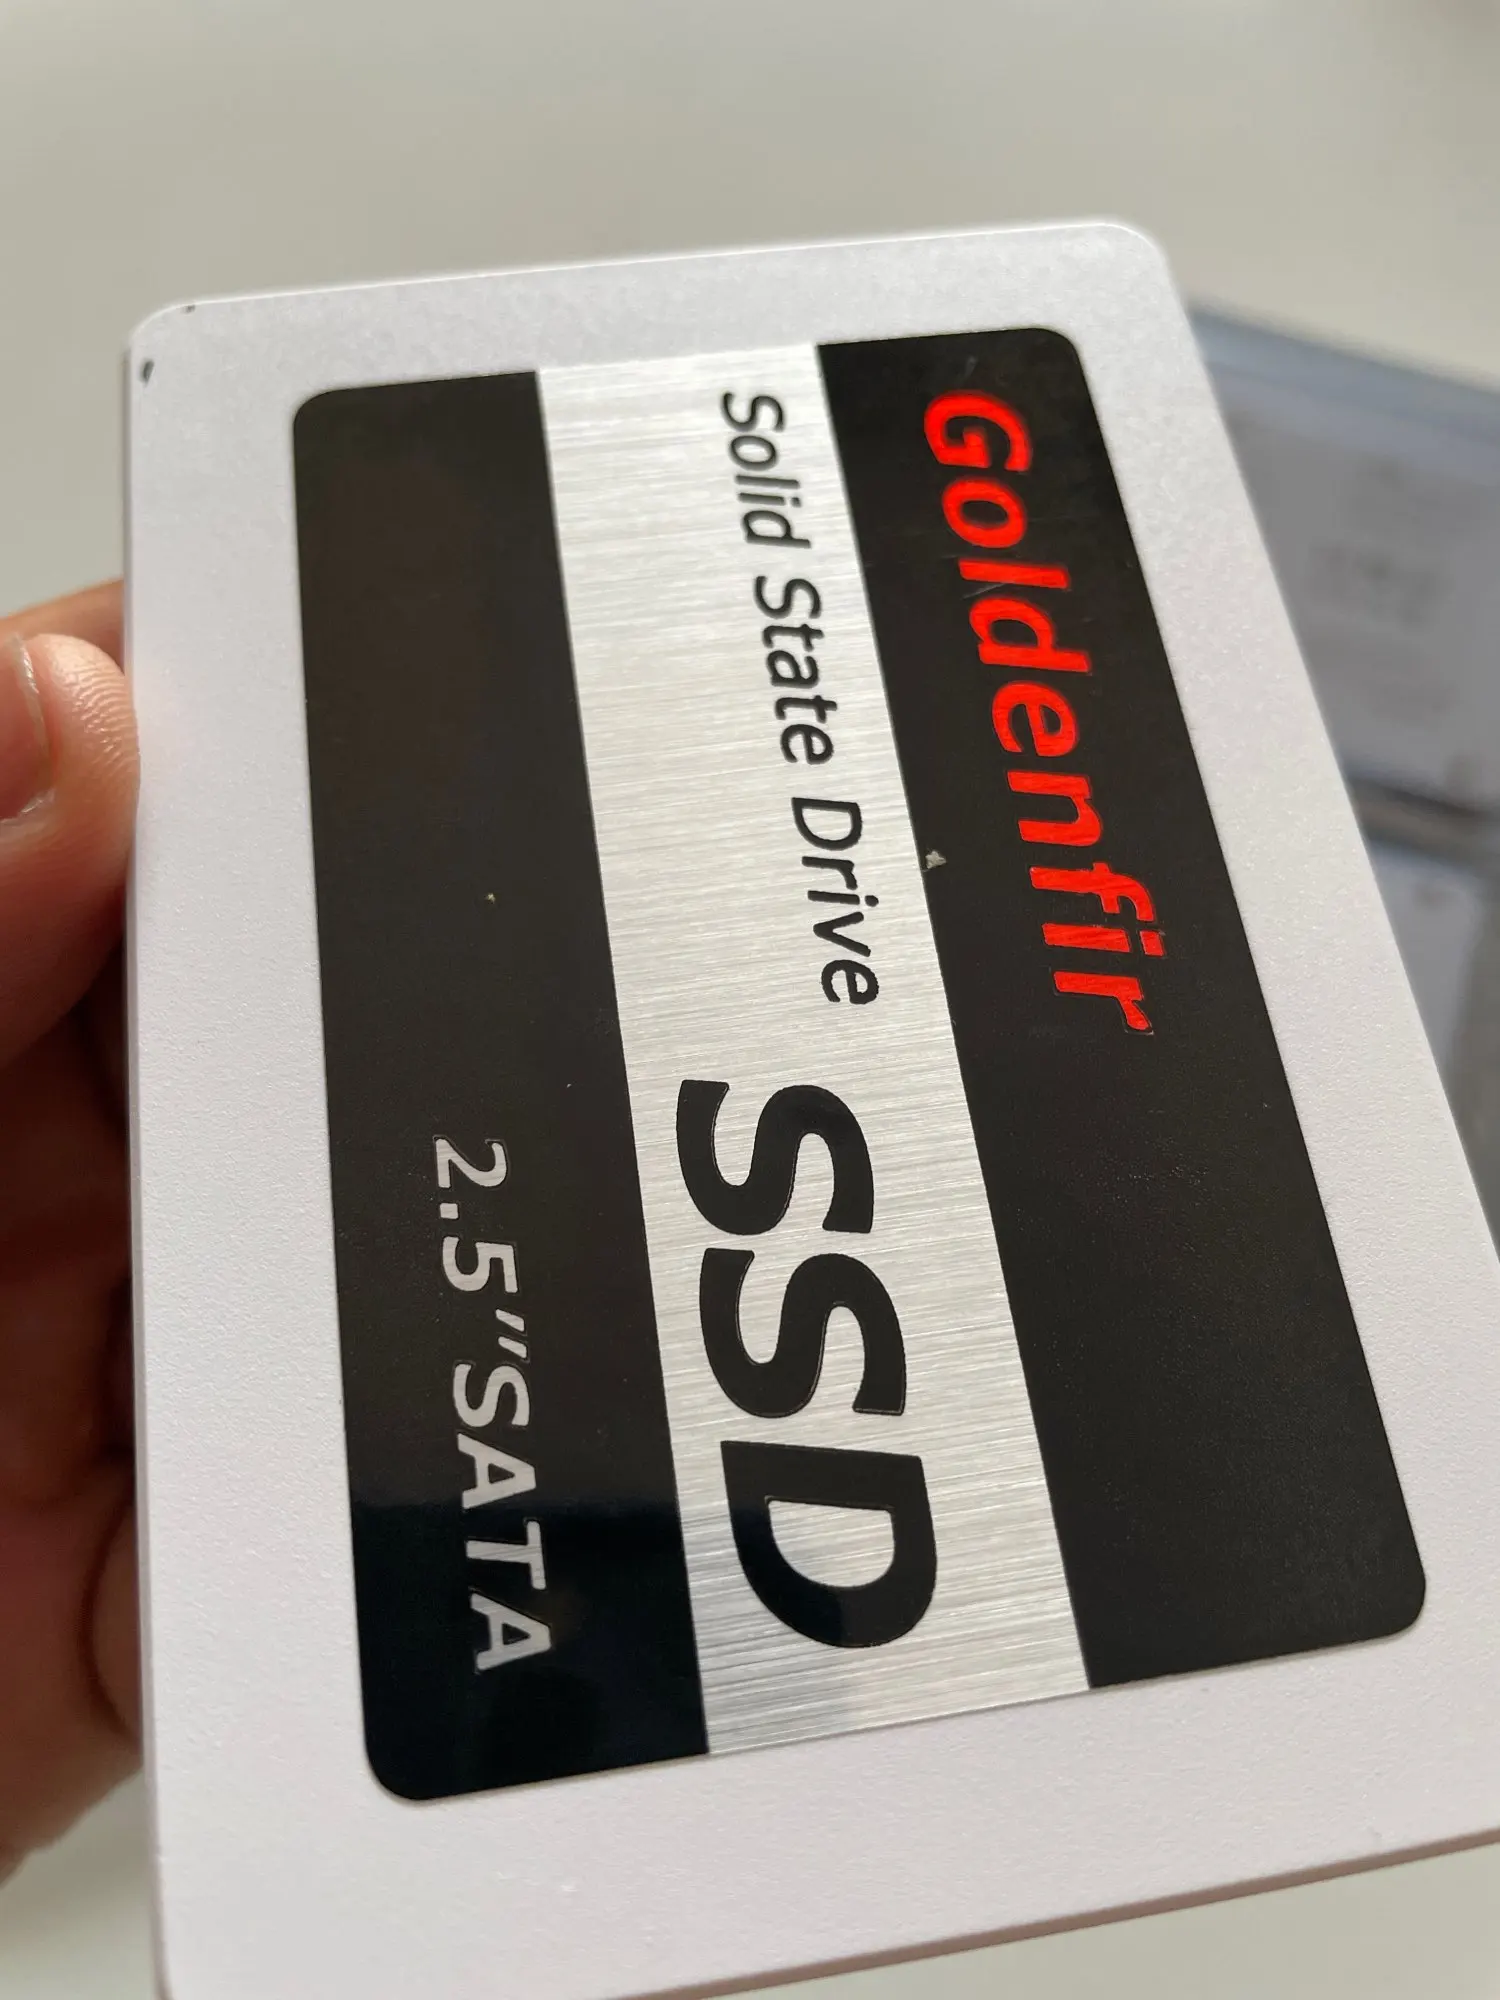 Goldenfir
Solid State Drive SSD
2.5"SATA